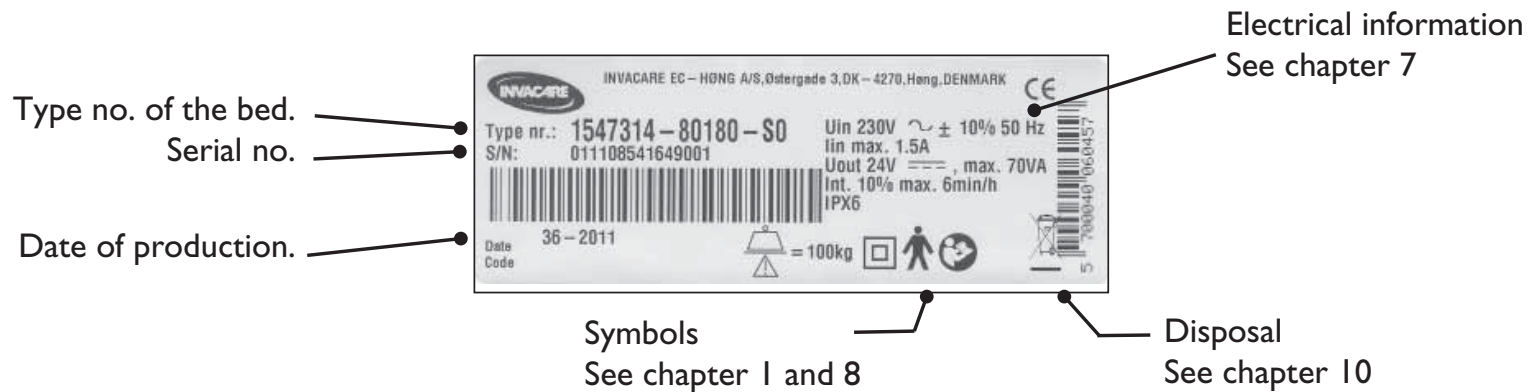 Electrical information
See chapter 7
Type no. of the bed.
Serial no.
Date of production.
INVACARE
INVACARE EC – HØNG A/S,Østergade 3,DK – 4270,Høng,DENMARK
CE
Type nr.: 1547314 – 80180 – S0
S/N: 011108541649001
Date
Code
36 – 2011
= 100kg
Uin 230V ~ ± 10% 50 Hz
Iin max. 1.5A
Uout 24V ⎓, max. 70VA
Int. 10% max. 6min/h
IPX6
5 700040 060457
Symbols
See chapter 1 and 8
Disposal
See chapter 10